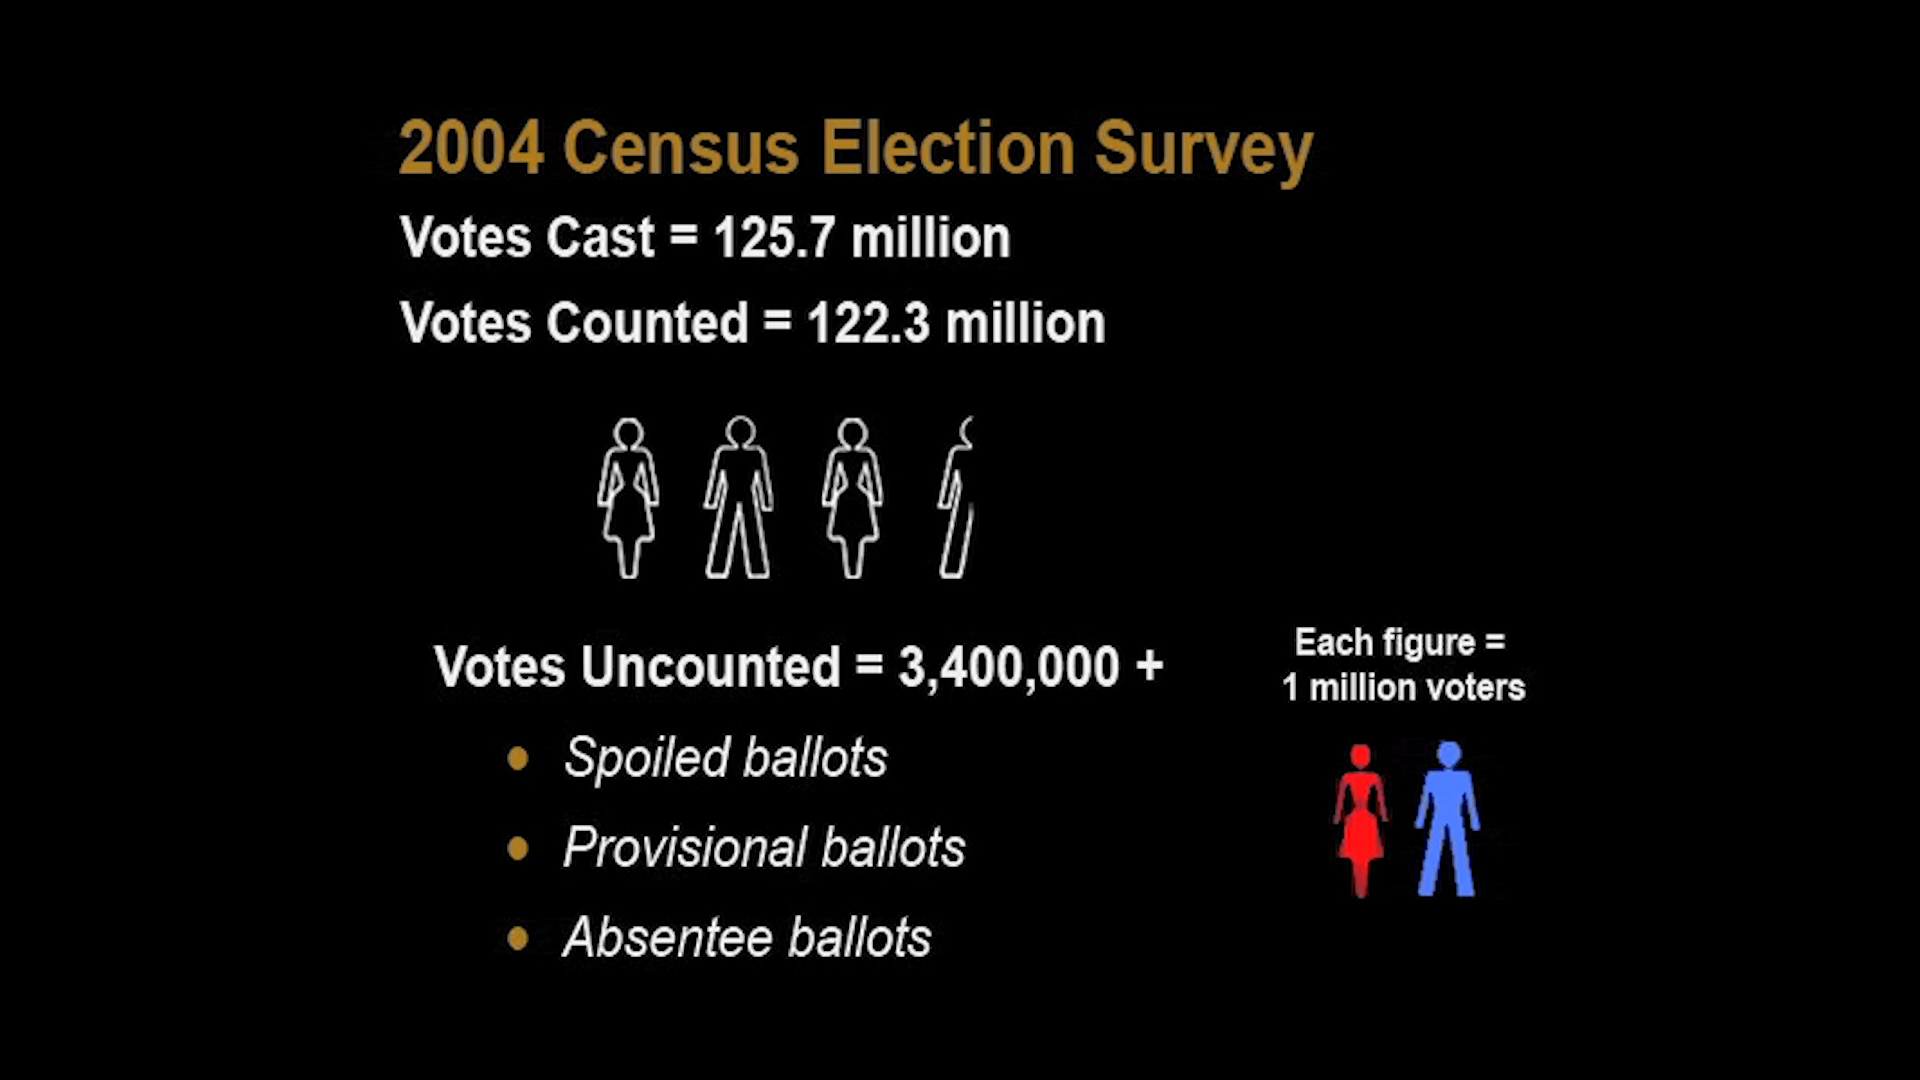 2004 Census Election Survey
Votes Cast = 125.7 million
Votes Counted = 122.3 million
Votes Uncounted = 3,400,000 +
Spoiled ballots
Provisional ballots
Absentee ballots
Each figure =
1 million voters